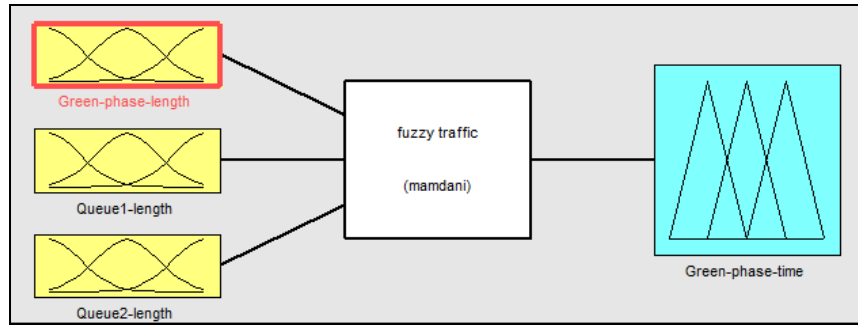 Green-phase-length
Queue1-length
Queue2-length
fuzzy traffic
(mamdani)
Green-phase-time